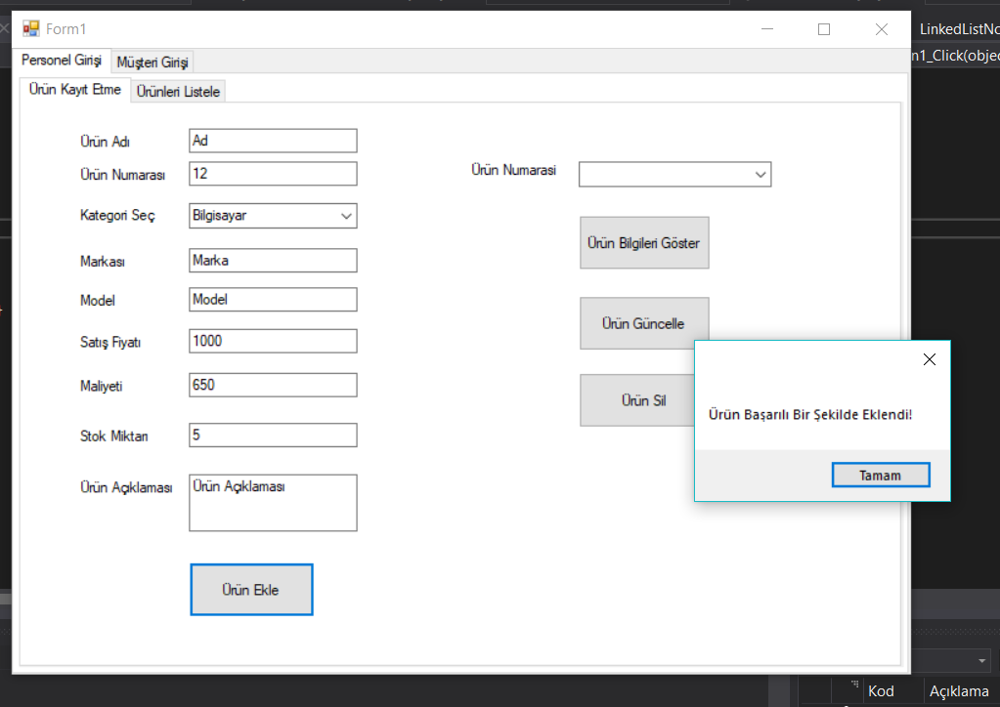 Form1
LinkedListNo
n1_Click(objec
Personel Girişi
Müşteri Girişi
Ürün Kayıt Etme
Ürünleri Listele
Ürün Adı
Ad
Ürün Numarası
12
Kategori Seç
Bilgisayar
Markası
Marka
Model
Model
Satış Fiyatı
1000
Maliyeti
650
Stok Miktarı
5
Ürün Açıklaması
Ürün Açıklaması
Ürün Ekle
Ürün Numarasi
Ürün Bilgileri Göster
Ürün Güncelle
Ürün Sil
Ürün Başarılı Bir Şekilde Eklendi!
Tamam
Kod
Açıklama